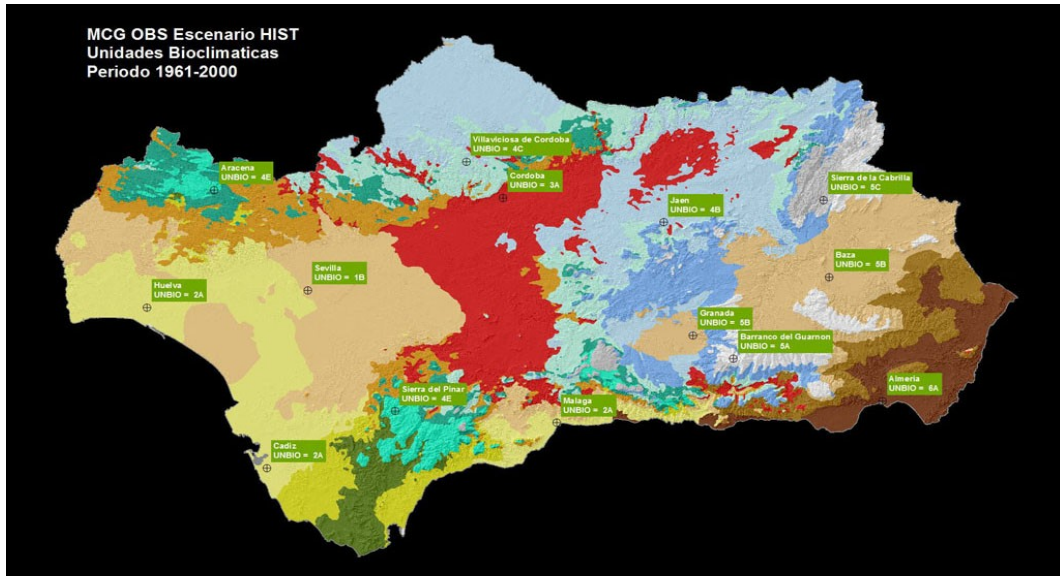 MCG OBS Escenario HIST
Unidades Bioclimaticas
Periodo 1961-2000
Villaviciosa de Cordoba
UNBIO = 4C
Aracena
UNBIO = 4E
Cordoba
UNBIO = 3A
Sierra de la Cabrilla
UNBIO = 5C
Jaen
UNBIO = 4B
Baza
UNBIO = 5B
Sevilla
UNBIO = 1B
Huelva
UNBIO = 2A
Granada
UNBIO = 5B
Barranco del Guarnon
UNBIO = 5A
Almeria
UNBIO = 6A
Sierra del Pinar
UNBIO = 4E
Malaga
UNBIO = 2A
Cadiz
UNBIO = 2A